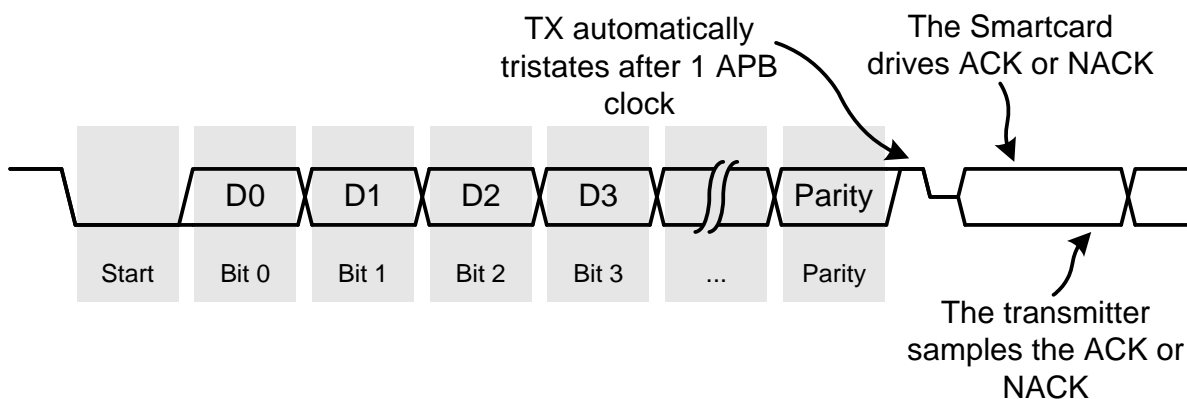 TX automatically
tristates after 1 APB
clock
The Smartcard
drives ACK or NACK
D0 D1 D2 D3 Parity
Start Bit 0 Bit 1 Bit 2 Bit 3 ... Parity
The transmitter
samples the ACK or
NACK